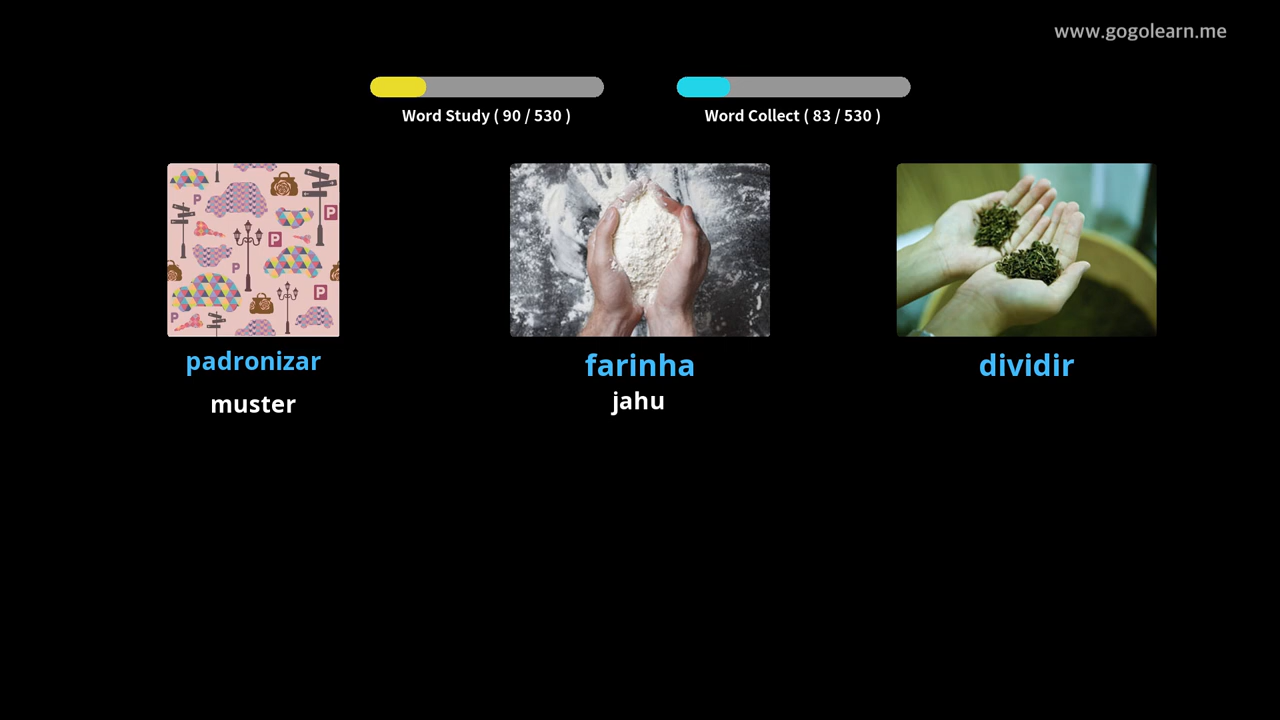 www.gogolearn.me
Word Study ( 90 / 530 )
Word Collect ( 83 / 530 )
P
P
P
P
P
P
padronizar
farinha
dividir
muster
jahu